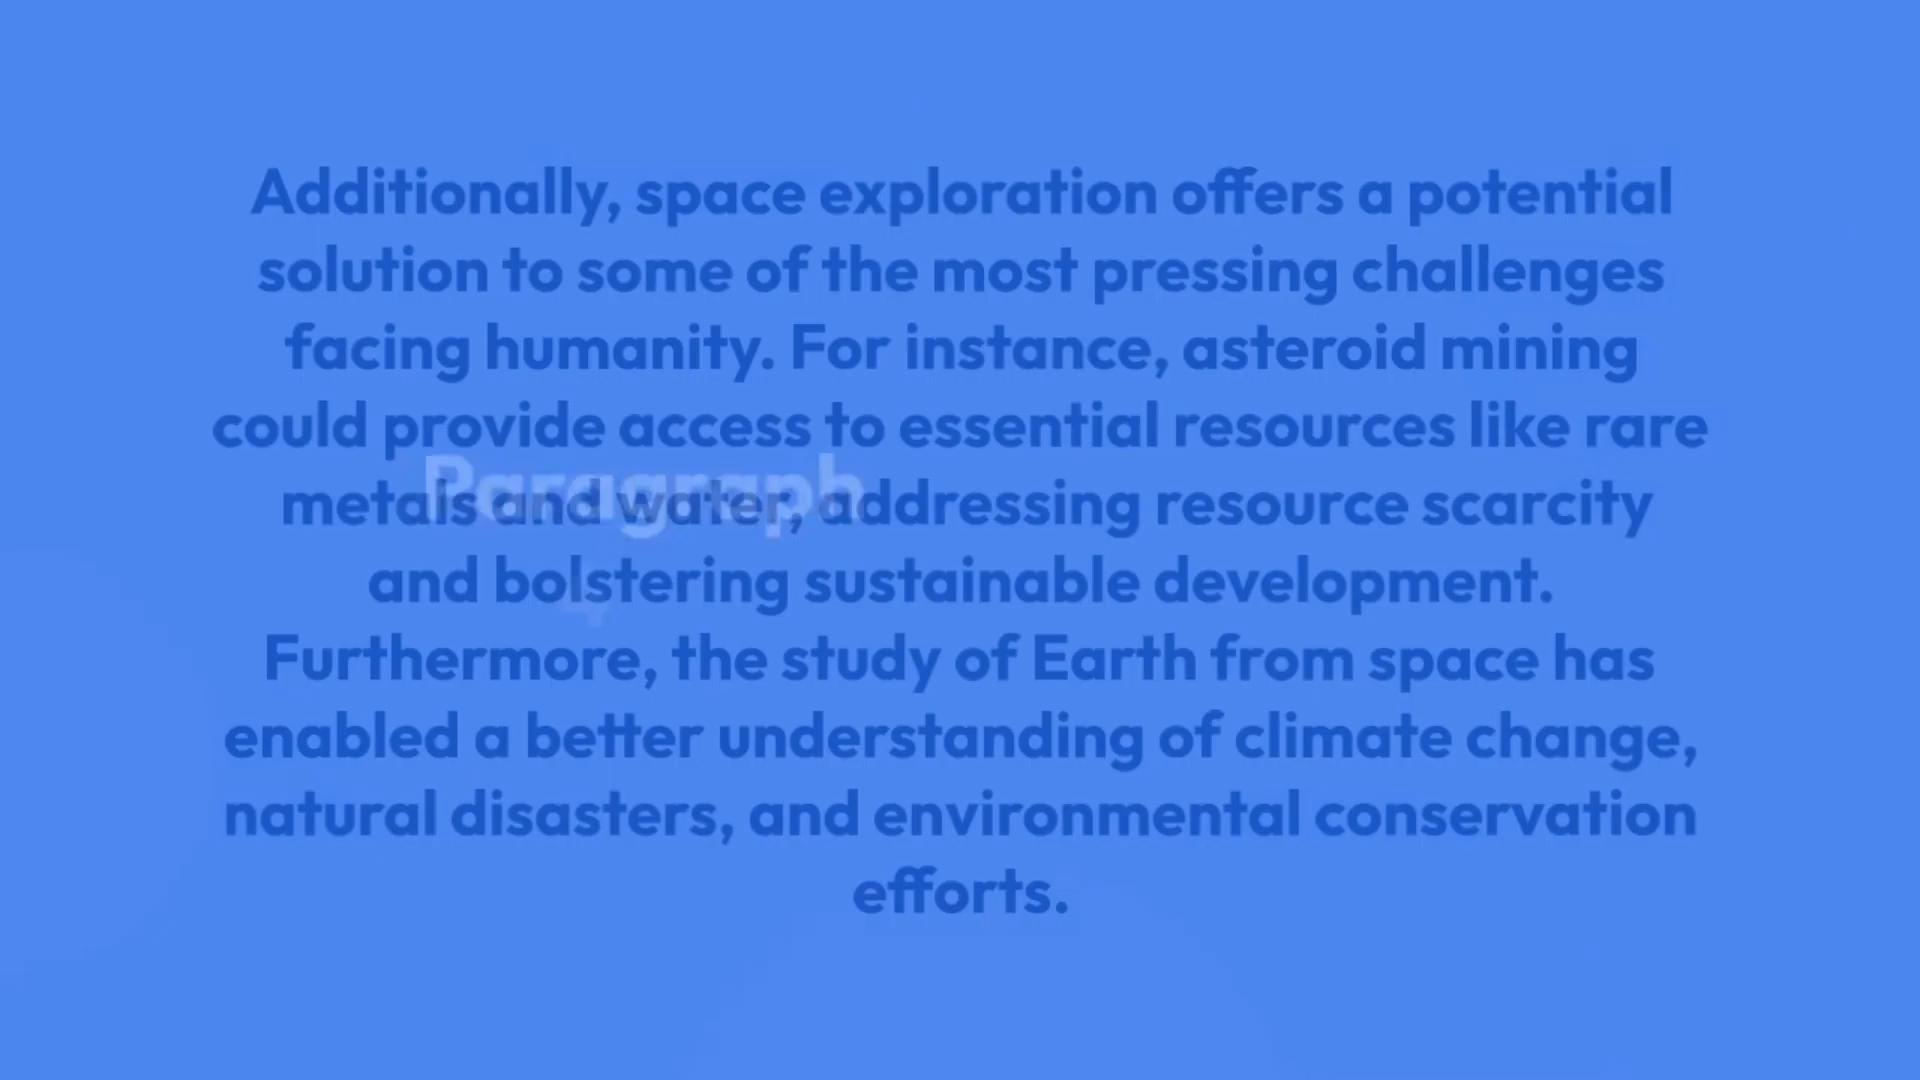 Additionally, space exploration offers a potential
solution to some of the most pressing challenges
facing humanity. For instance, asteroid mining
could provide access to essential resources like rare
Paragraph
metals and water, addressing resource scarcity
and bolstering sustainable development.
Furthermore, the study of Earth from space has
enabled a better understanding of climate change,
natural disasters, and environmental conservation
efforts.